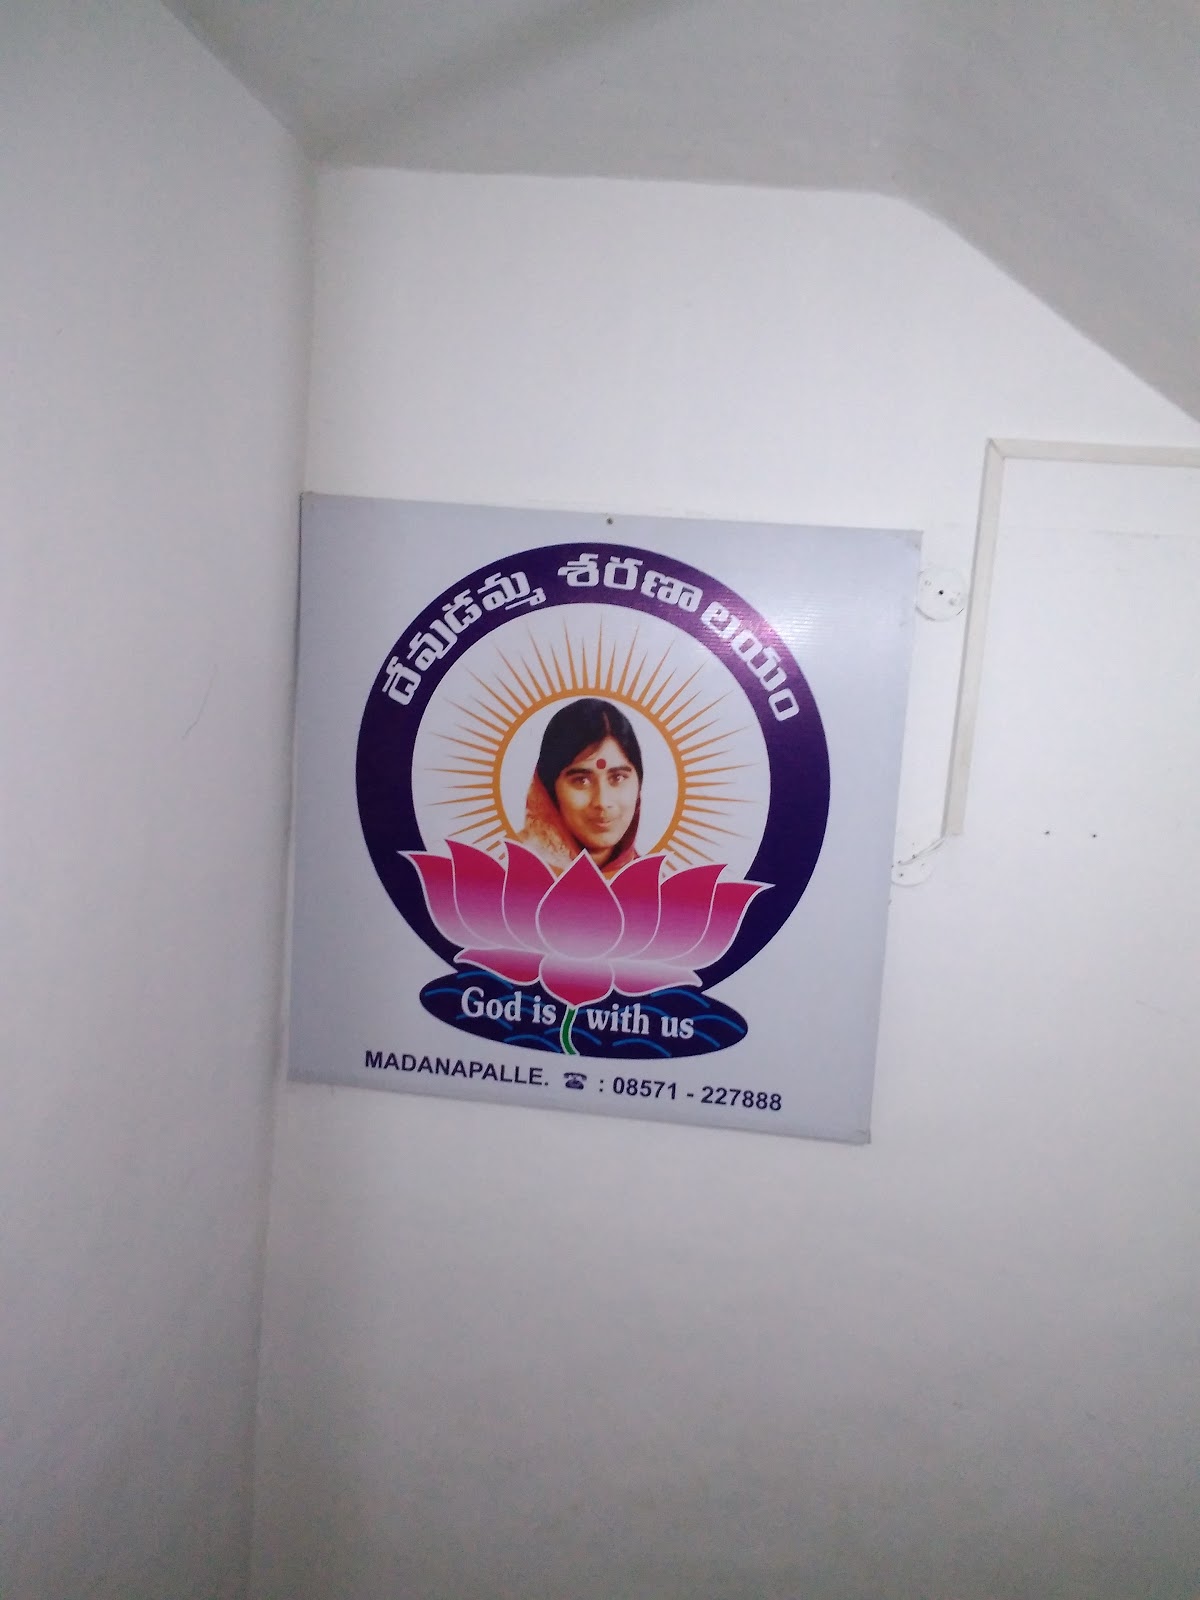 దేవుడమ్మ శరణాలయం
God is with us
MADANAPALLE. ☎ : 08571 - 227888